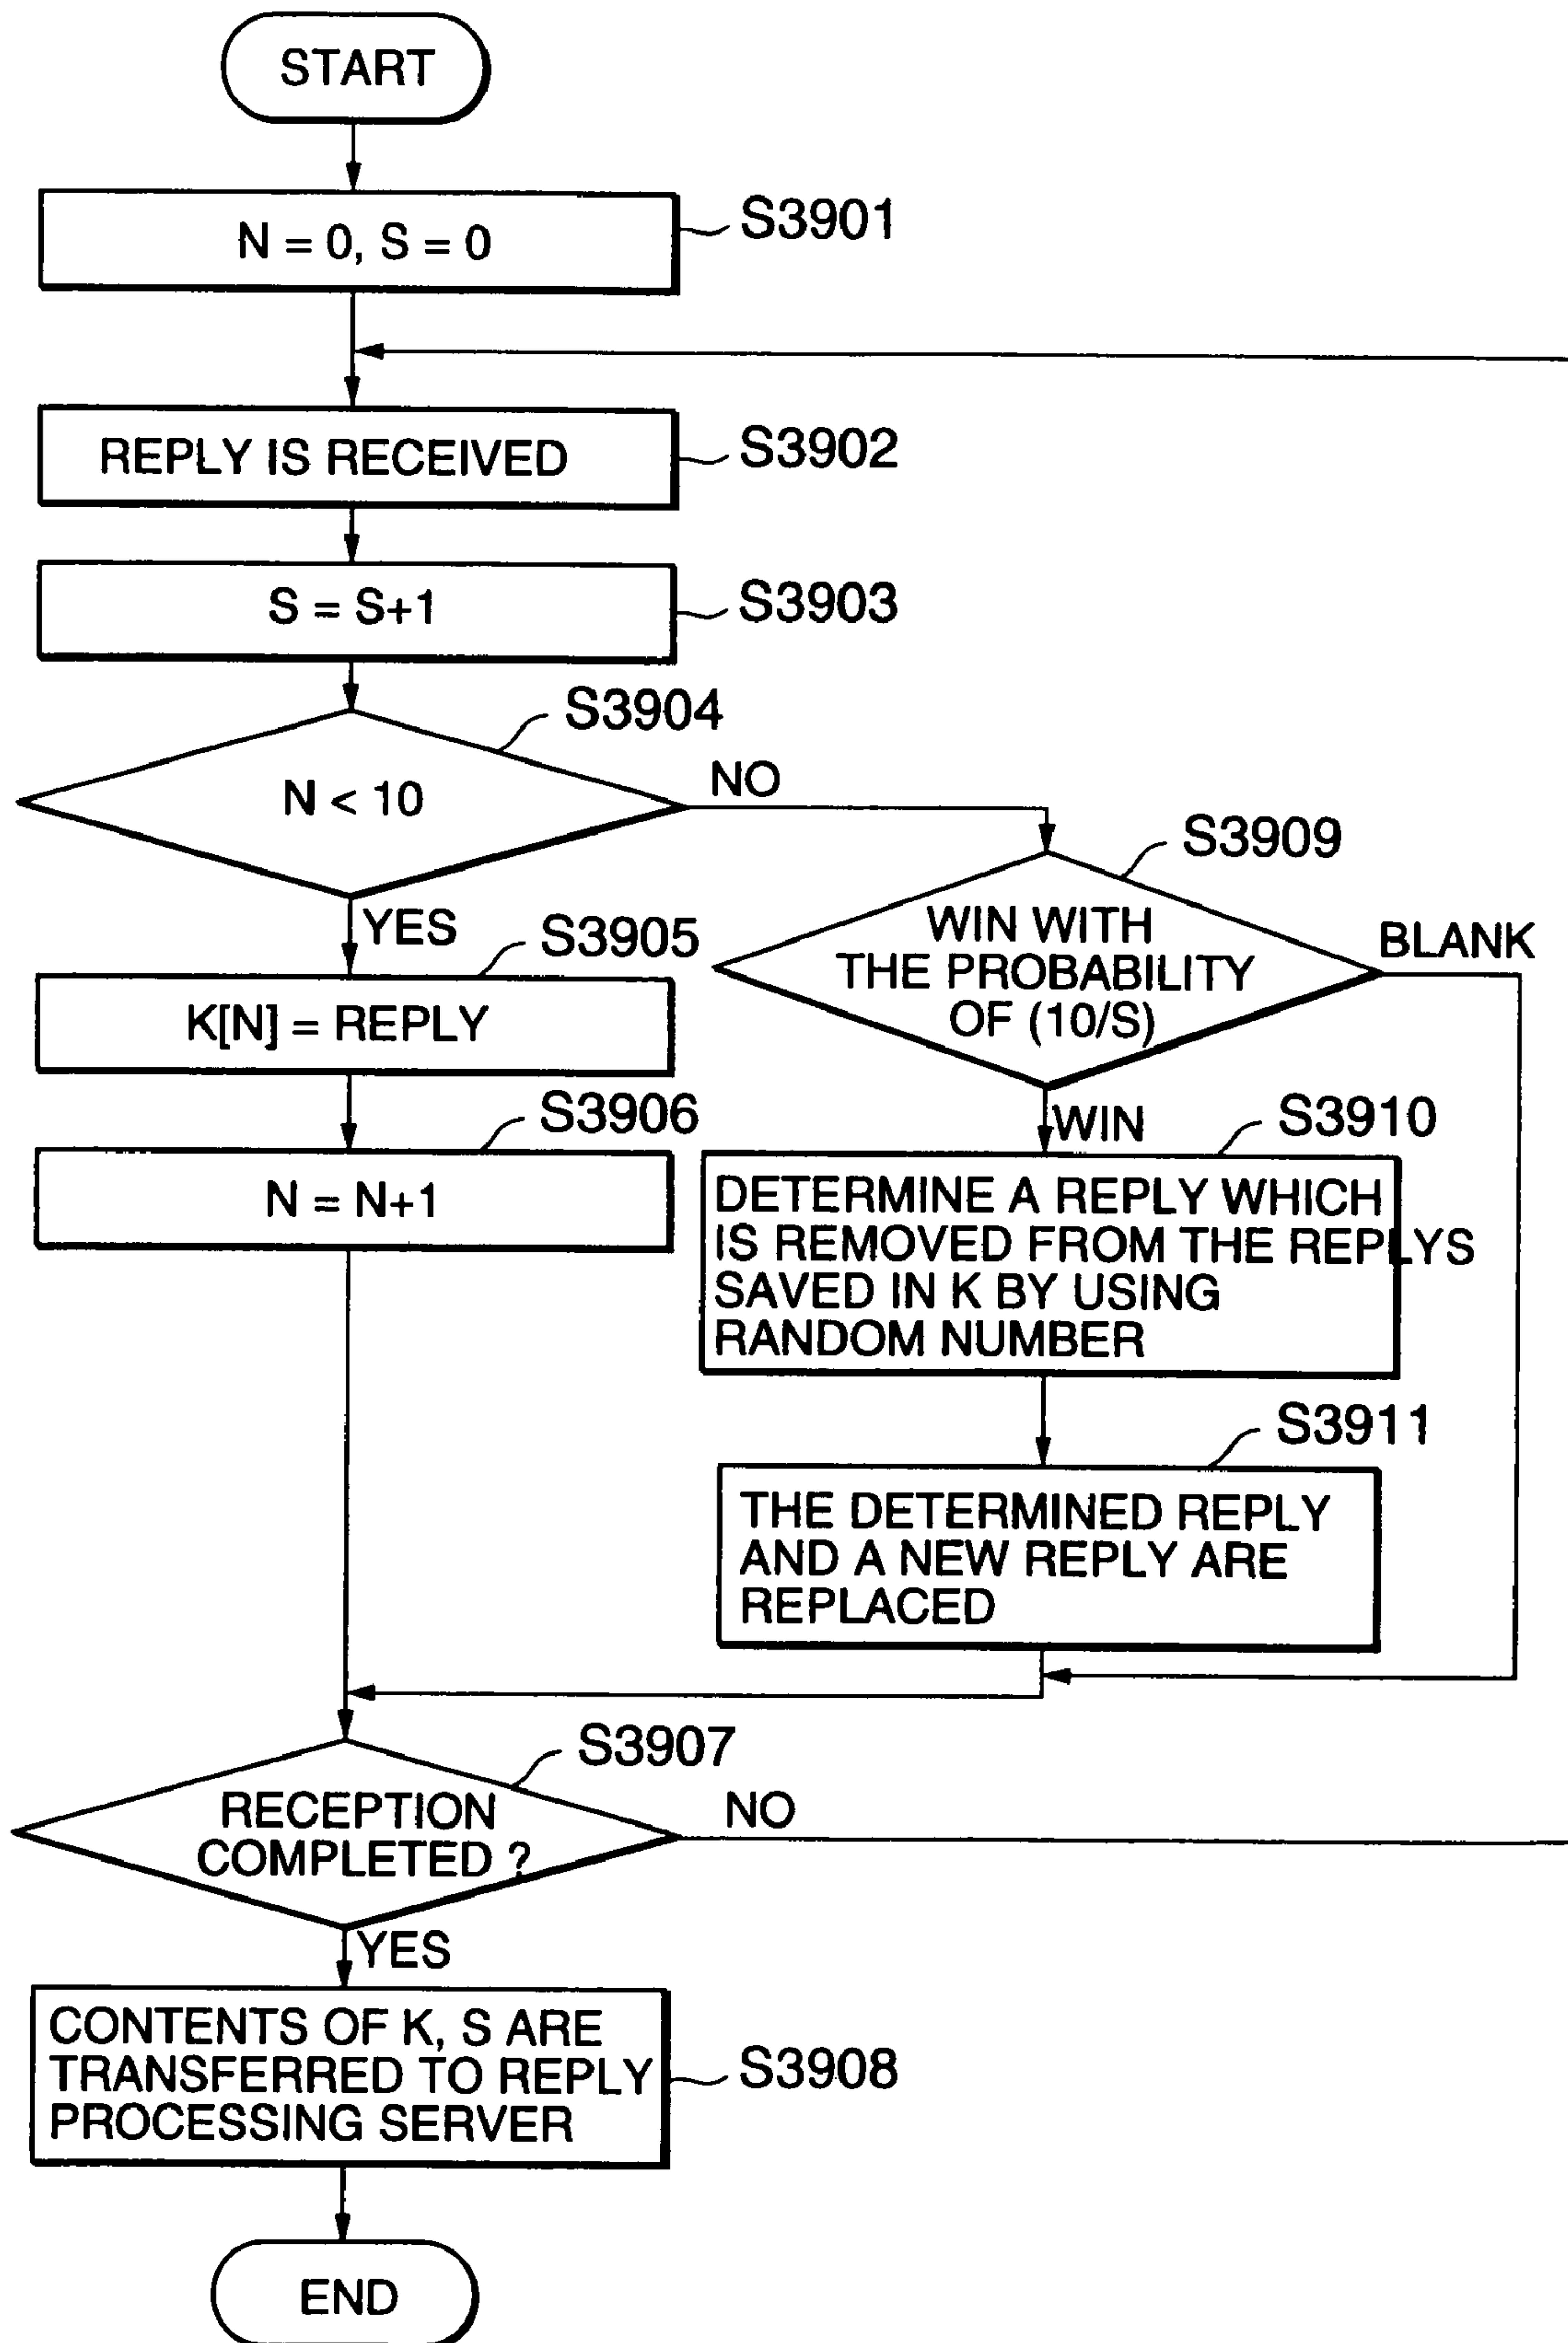 START
N = 0, S = 0
S3901
REPLY IS RECEIVED
S3902
S = S+1
S3903
S3904
N < 10
NO
YES
S3909
WIN WITH
THE PROBABILITY
OF (10/S)
BLANK
WIN
S3905
K[N] = REPLY
S3906
N = N+1
S3910
DETERMINE A REPLY WHICH
IS REMOVED FROM THE REPLYS
SAVED IN K BY USING
RANDOM NUMBER
S3911
THE DETERMINED REPLY
AND A NEW REPLY ARE
REPLACED
S3907
RECEPTION
COMPLETED ?
NO
YES
CONTENTS OF K, S ARE
TRANSFERRED TO REPLY
PROCESSING SERVER
S3908
END